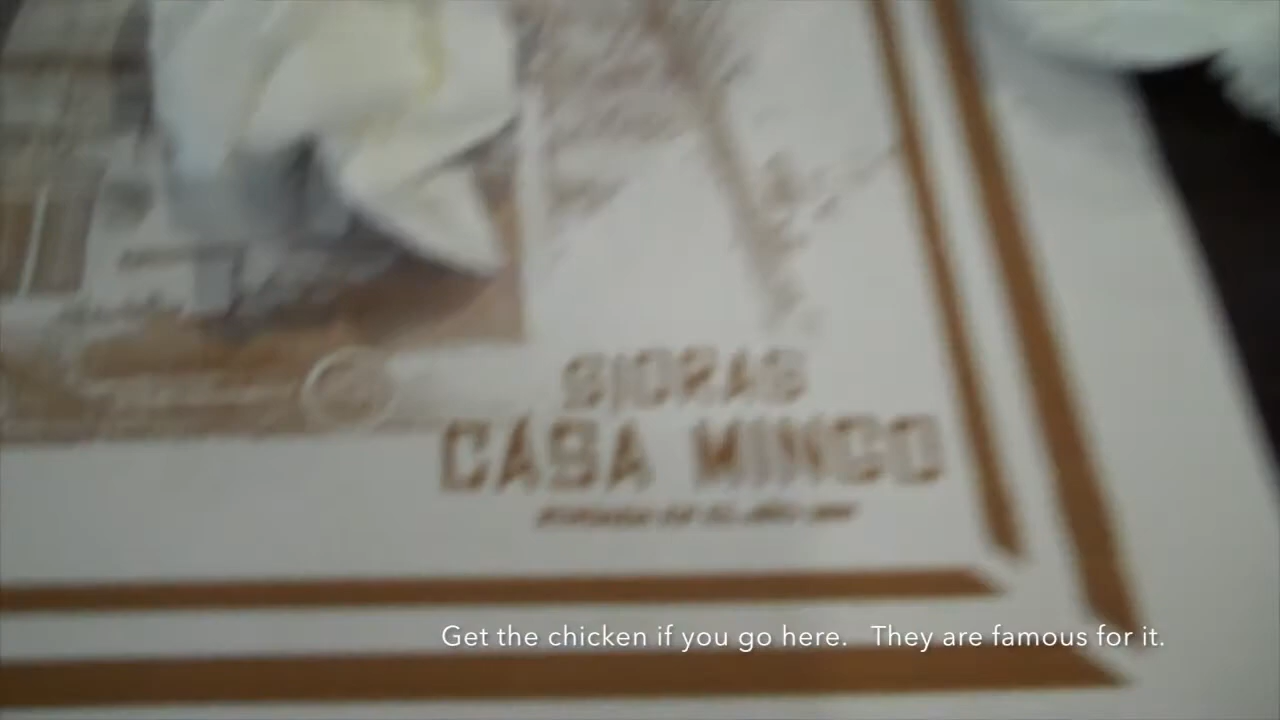 SIDRAS
CASA MINGO
Get the chicken if you go here. They are famous for it.